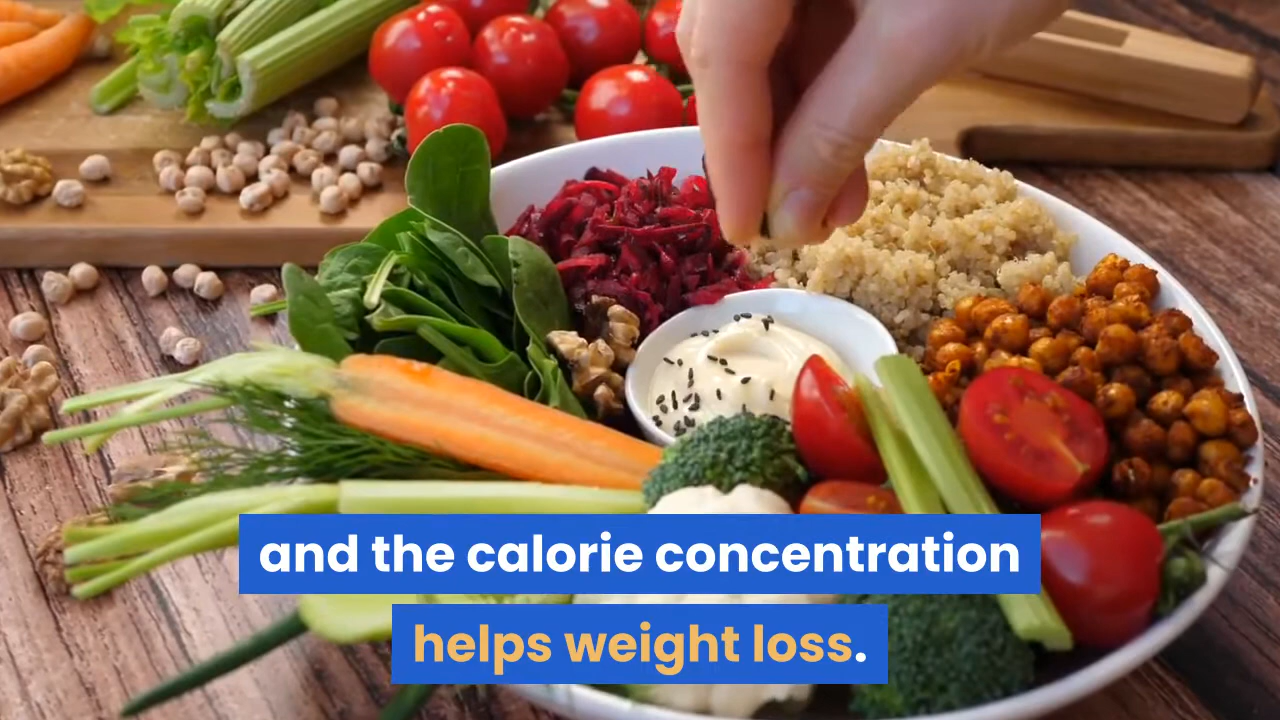 and the calorie concentration
helps weight loss.